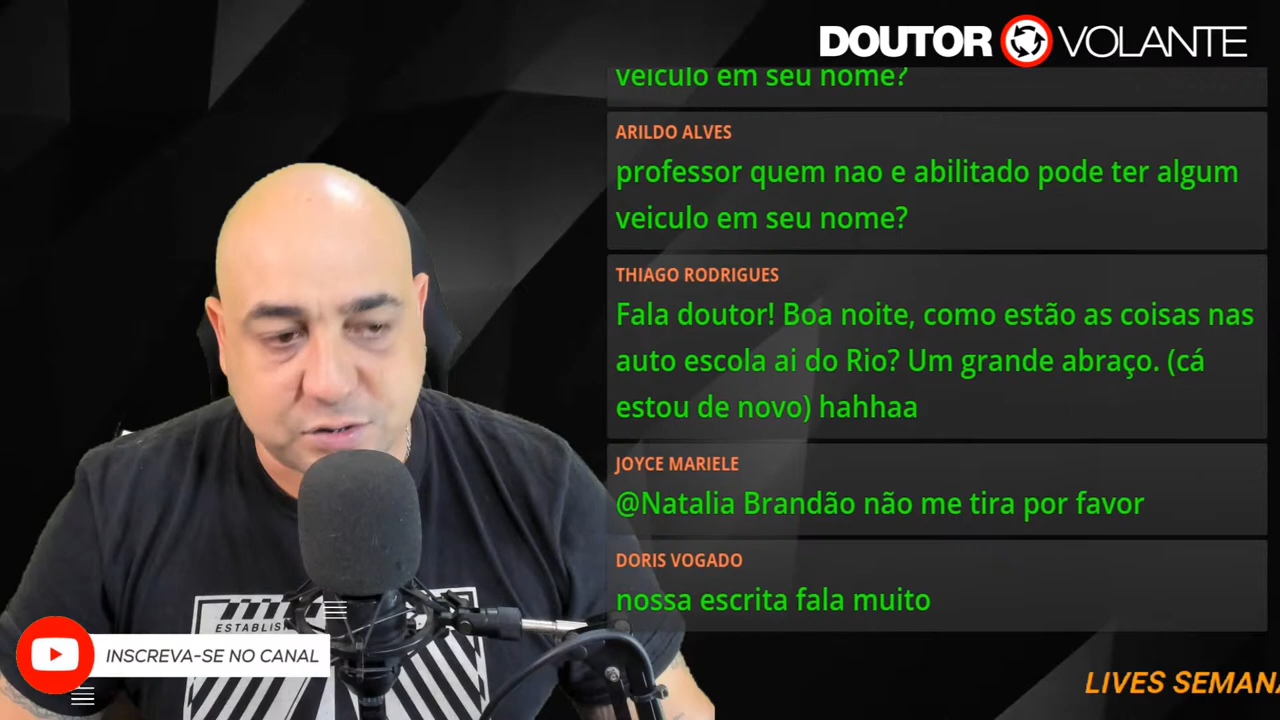 DOUTOR VOLANTE
veiculo em seu nome?
ARILDO ALVES
professor quem nao e abilitado pode ter algum
veiculo em seu nome?
THIAGO RODRIGUES
Fala doutor! Boa noite, como estão as coisas nas
auto escola ai do Rio? Um grande abraço. (cá
estou de novo) hahhaa
JOYCE MARIELE
@Natalia Brandão não me tira por favor
DORIS VOGADO
nossa escrita fala muito
ESTABLIS
INSCREVA-SE NO CANAL
LIVES SEMANA